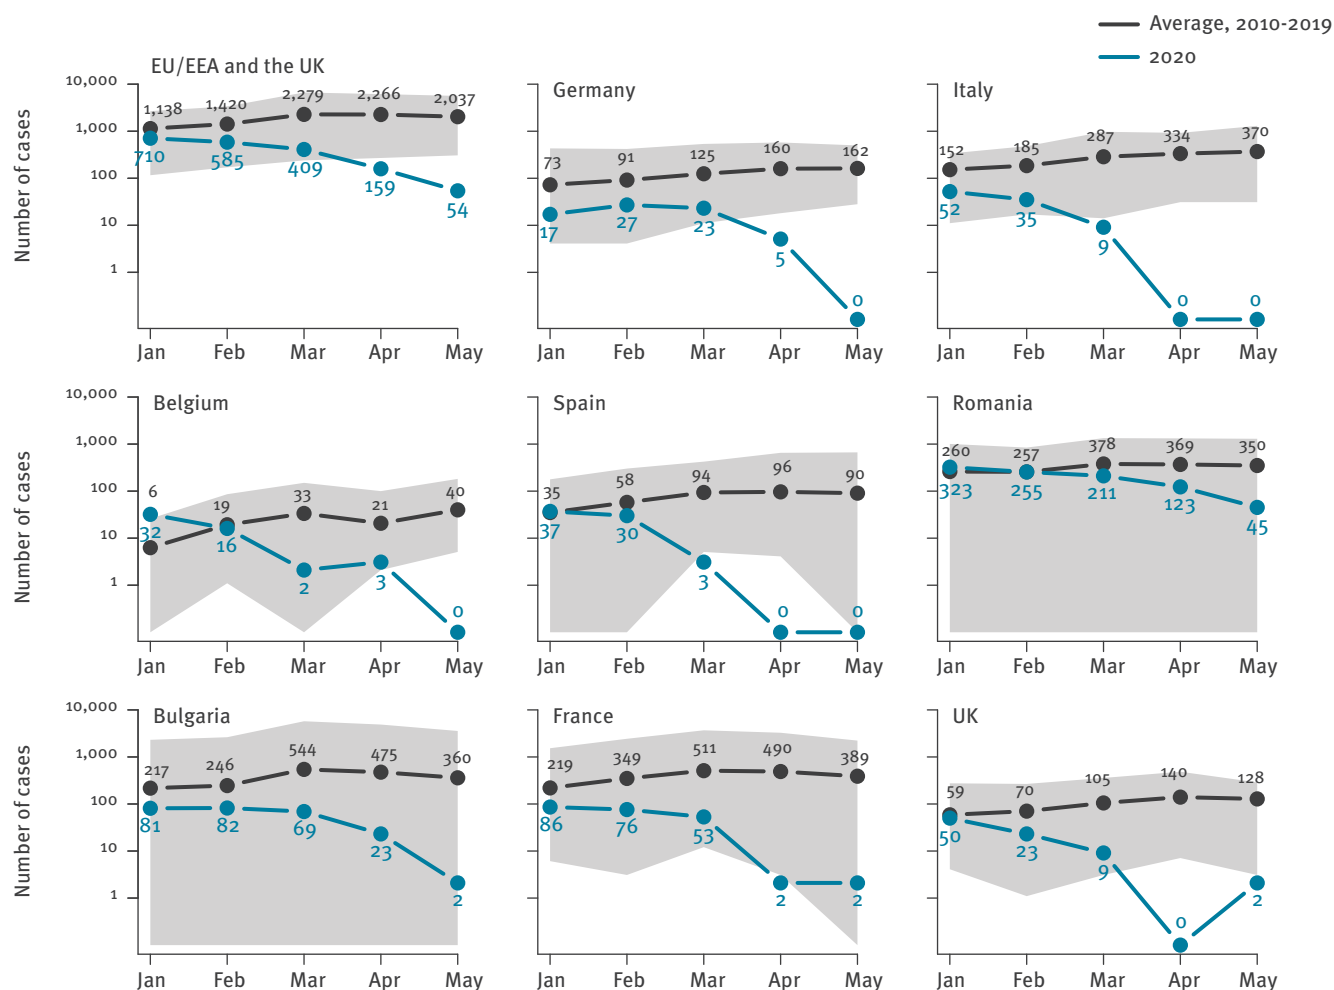 Average, 2010-2019
2020
EU/EEA and the UK
Germany
Italy
Number of cases
10,000
1,000
100
10
1
1,138 1,420 2,279 2,266 2,037
710 585 409 159 54
73 91 125 160 162
17 27 23 5 0
152 185 287 334 370
52 35 9 0 0
Jan Feb Mar Apr May
Jan Feb Mar Apr May
Jan Feb Mar Apr May
Belgium
Spain
Romania
Number of cases
10,000
1,000
100
10
1
6 19 33 21 40
32 16 2 3 0
35 58 94 96 90
37 30 3 0 0
260 257 378 369 350
323 255 211 123 45
Jan Feb Mar Apr May
Jan Feb Mar Apr May
Jan Feb Mar Apr May
Bulgaria
France
UK
Number of cases
10,000
1,000
100
10
1
217 246 544 475 360
81 82 69 23 2
219 349 511 490 389
86 76 53 2 2
59 70 105 140 128
50 23 9 0 2
Jan Feb Mar Apr May
Jan Feb Mar Apr May
Jan Feb Mar Apr May